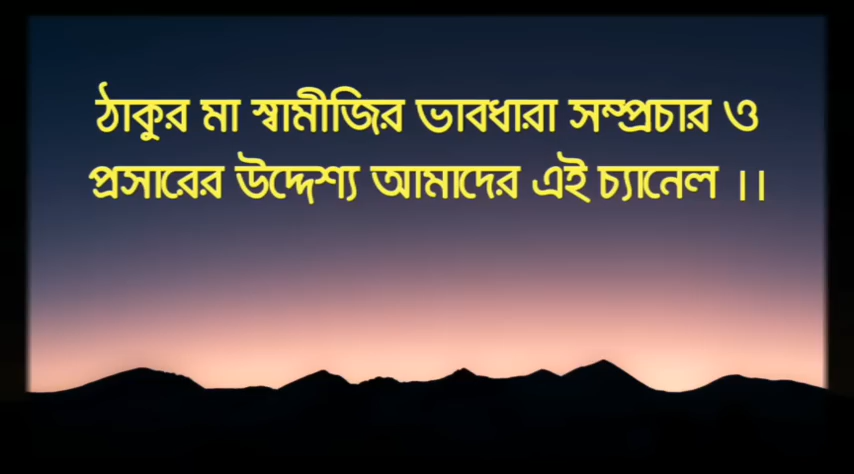 ঠাকুর মা স্বামীজির ভাবধারা সম্প্রচার ও
প্রসারের উদ্দেশ্য আমাদের এই চ্যানেল ।।